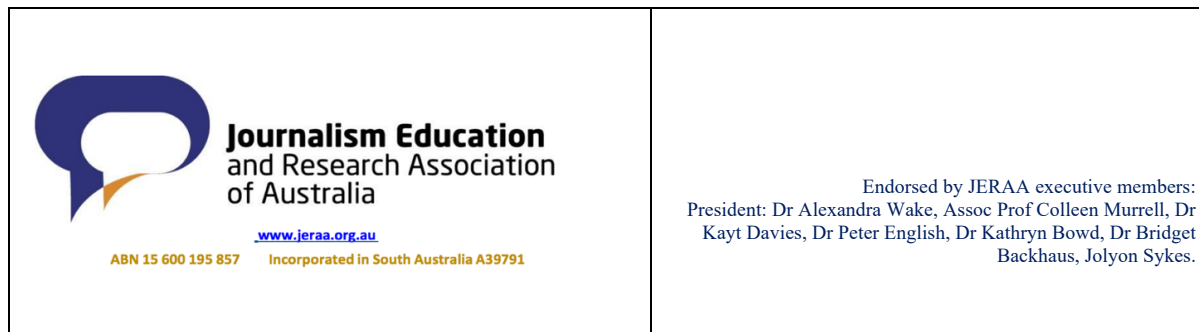 Journalism Education
and Research Association
of Australia
www.jeraa.org.au
ABN 15 600 195 857 Incorporated in South Australia A39791
Endorsed by JERAA executive members:
President: Dr Alexandra Wake, Assoc Prof Colleen Murrell, Dr
Kayt Davies, Dr Peter English, Dr Kathryn Bowd, Dr Bridget
Backhaus, Jolyon Sykes.